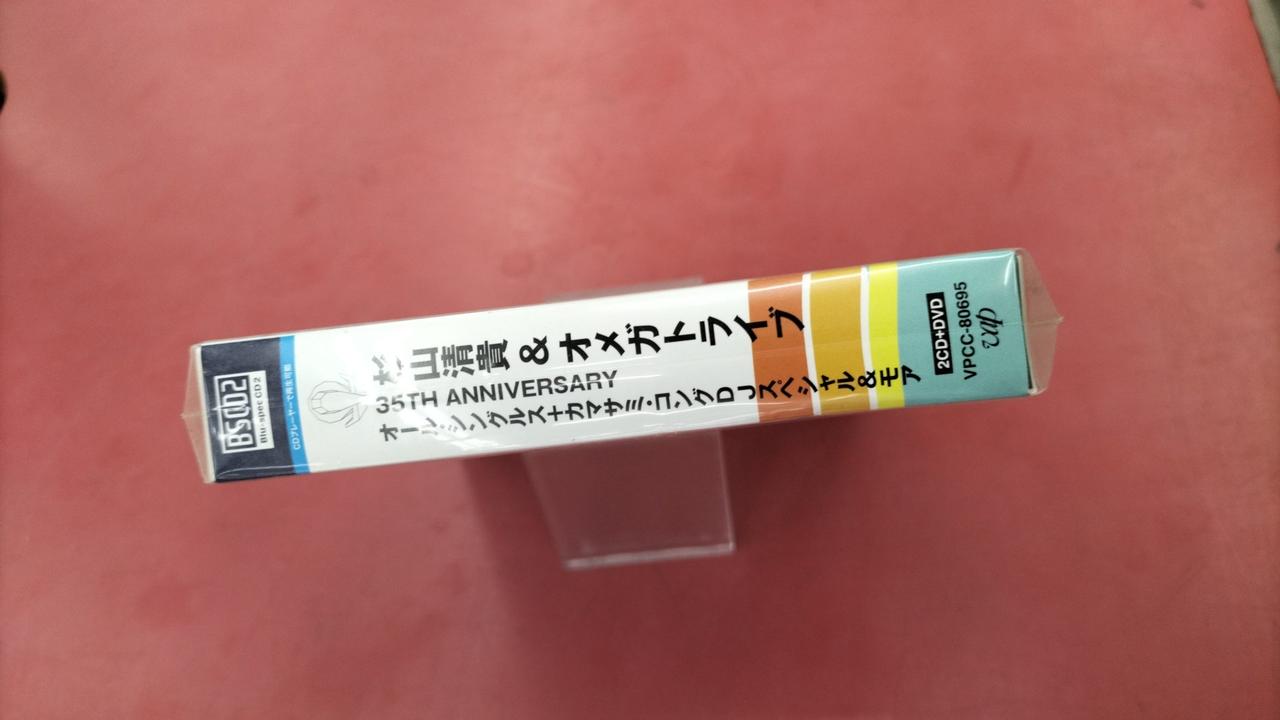 BSCD2
Blu-spec CD2
CDプレーヤーで再生可能
杉山清貴 & オメガトライブ
35TH ANNIVERSARY
オール・シングルス+カマサミ・コングDJスペシャル&モア
2CD+DVD
VPCC-80695
vap